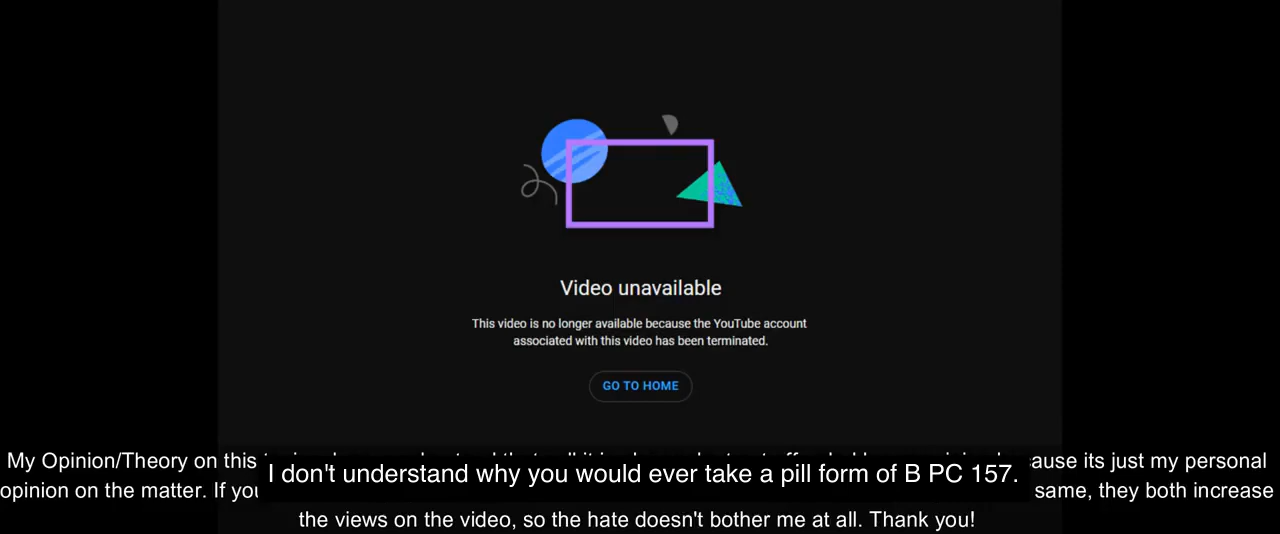 Video unavailable
This video is no longer available because the YouTube account
associated with this video has been terminated.
GO TO HOME
My Opinion/Theory on this
because its just my personal
I don't understand why you would ever take a pill form of B PC 157.
opinion on the matter. If you
same, they both increase
the views on the video, so the hate doesn't bother me at all. Thank you!